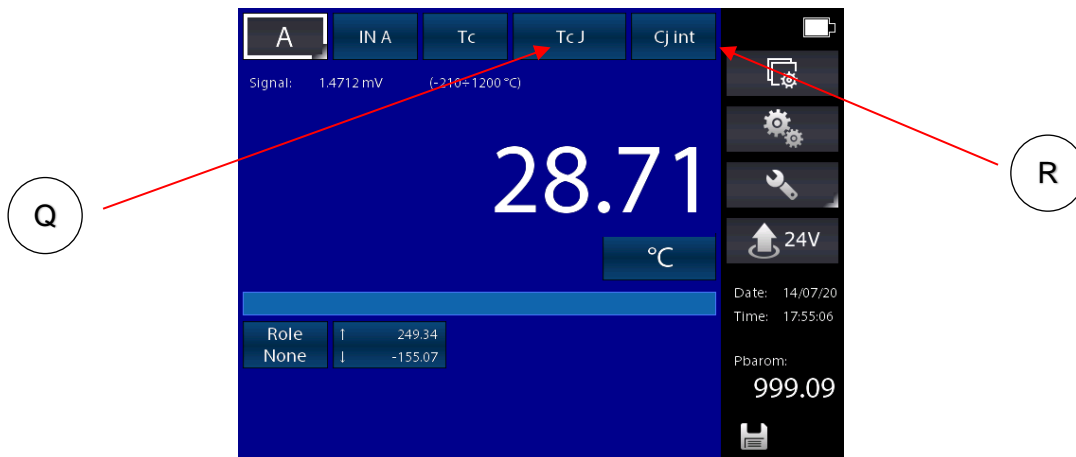 A IN A Tc Tc J Cj int
Signal: 1.4712 mV (-210÷1200 °C)
28.71
°C
Role
None
↑ 249.34
↓ -155.07
24V
Date: 14/07/20
Time: 17:55:06
Pbarom:
999.09
Q
R